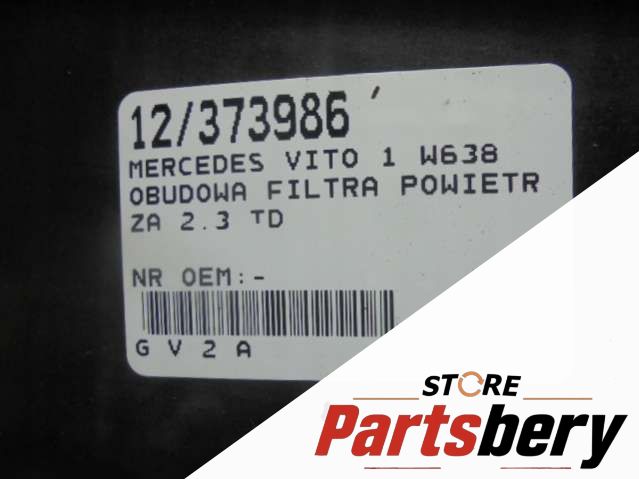 12/373986
MERCEDES VITO 1 W638
OBUDOWA FILTRA POWIETR
ZA 2.3 TD
NR OEM:-
G V 2 A
STORE
Partsbery